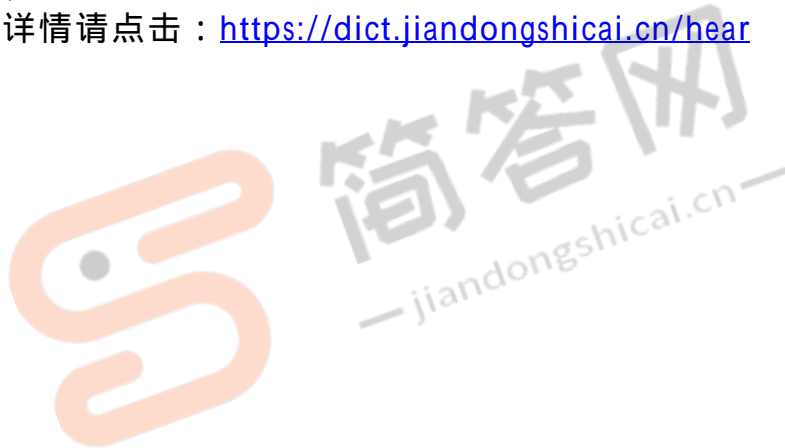 详情请点击：https://dict.jiandongshicai.cn/hear
简答网
jiandongshicai.cn